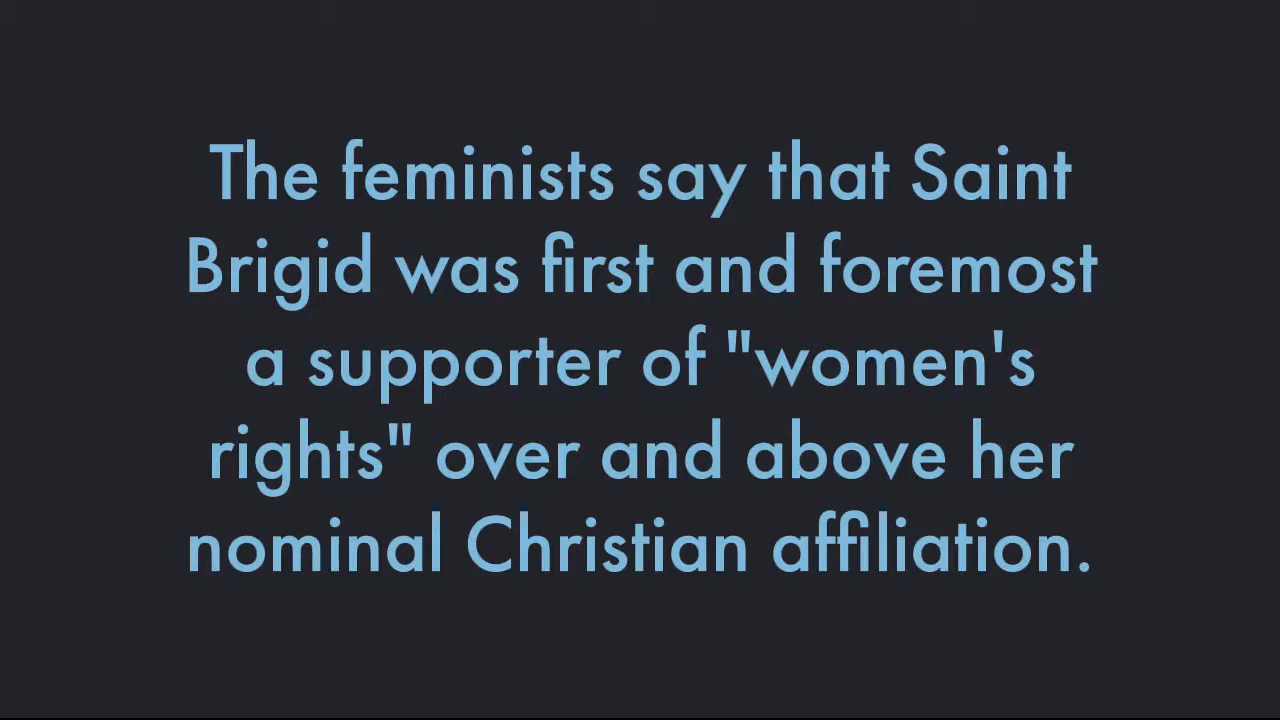 The feminists say that Saint
Brigid was first and foremost
a supporter of "women's
rights" over and above her
nominal Christian affiliation.